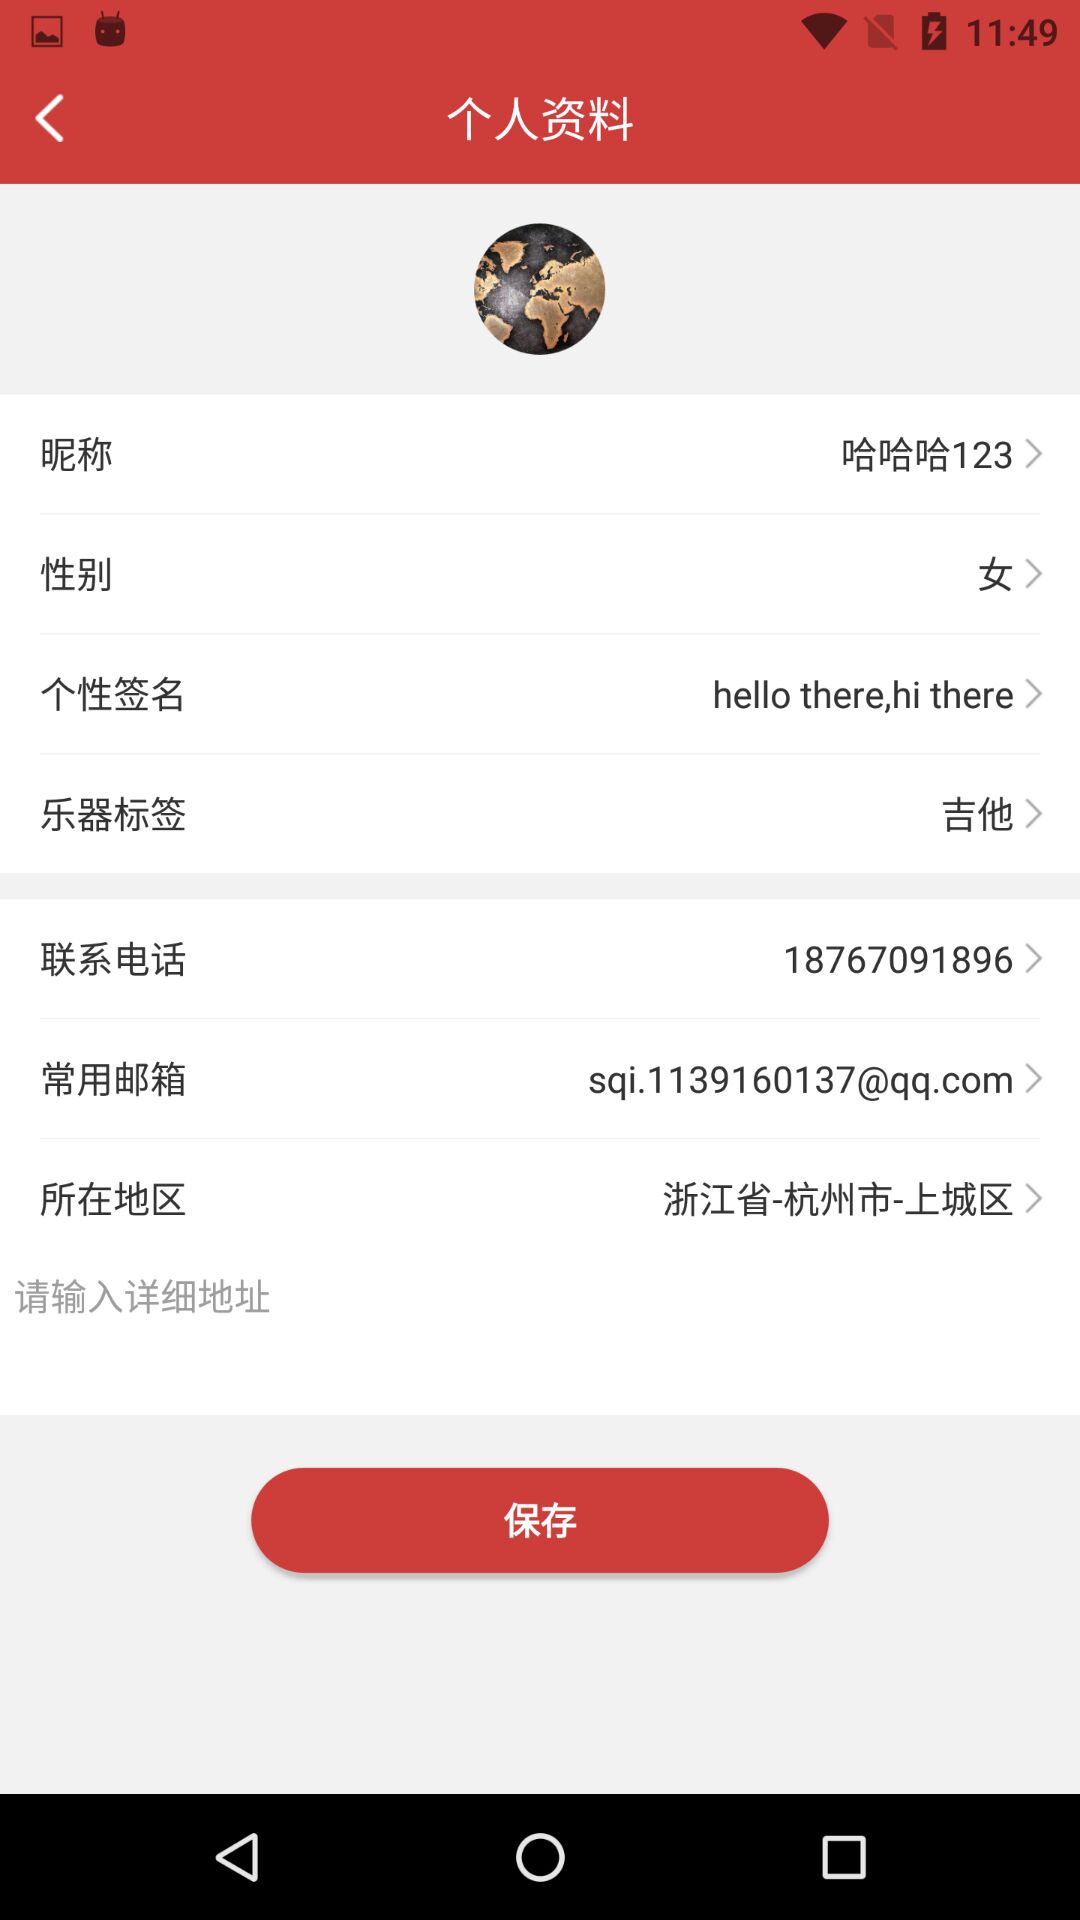 11:49
个人资料
昵称 哈哈哈123
性别 女
个性签名 hello there,hi there
乐器标签 吉他
联系电话 18767091896
常用邮箱 sqi.1139160137@qq.com
所在地区 浙江省-杭州市-上城区
请输入详细地址
保存